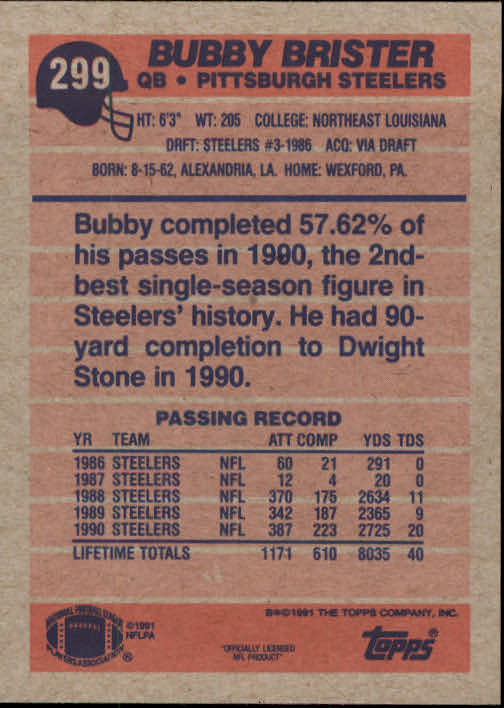 299
BUBBY BRISTER
QB • PITTSBURGH STEELERS
HT: 6'3" WT: 205 COLLEGE: NORTHEAST LOUISIANA
DRFT: STEELERS #3-1986 ACQ: VIA DRAFT
BORN: 8-15-62, ALEXANDRIA, LA. HOME: WEXFORD, PA.
Bubby completed 57.62% of
his passes in 1990, the 2nd-
best single-season figure in
Steelers' history. He had 90-
yard completion to Dwight
Stone in 1990.
PASSING RECORD
YR TEAM ATT COMP YDS TDS
1986 STEELERS NFL 60 21 291 0
1987 STEELERS NFL 12 4 20 0
1988 STEELERS NFL 370 175 2634 11
1989 STEELERS NFL 342 187 2365 9
1990 STEELERS NFL 387 223 2725 20
LIFETIME TOTALS 1171 610 8035 40
NATIONAL FOOTBALL LEAGUE
PLAYERS ASSOCIATION ®
©1991
NFLPA
"OFFICIALLY LICENSED
NFL PRODUCT"
B*©1991 THE TOPPS COMPANY, INC.
topps®